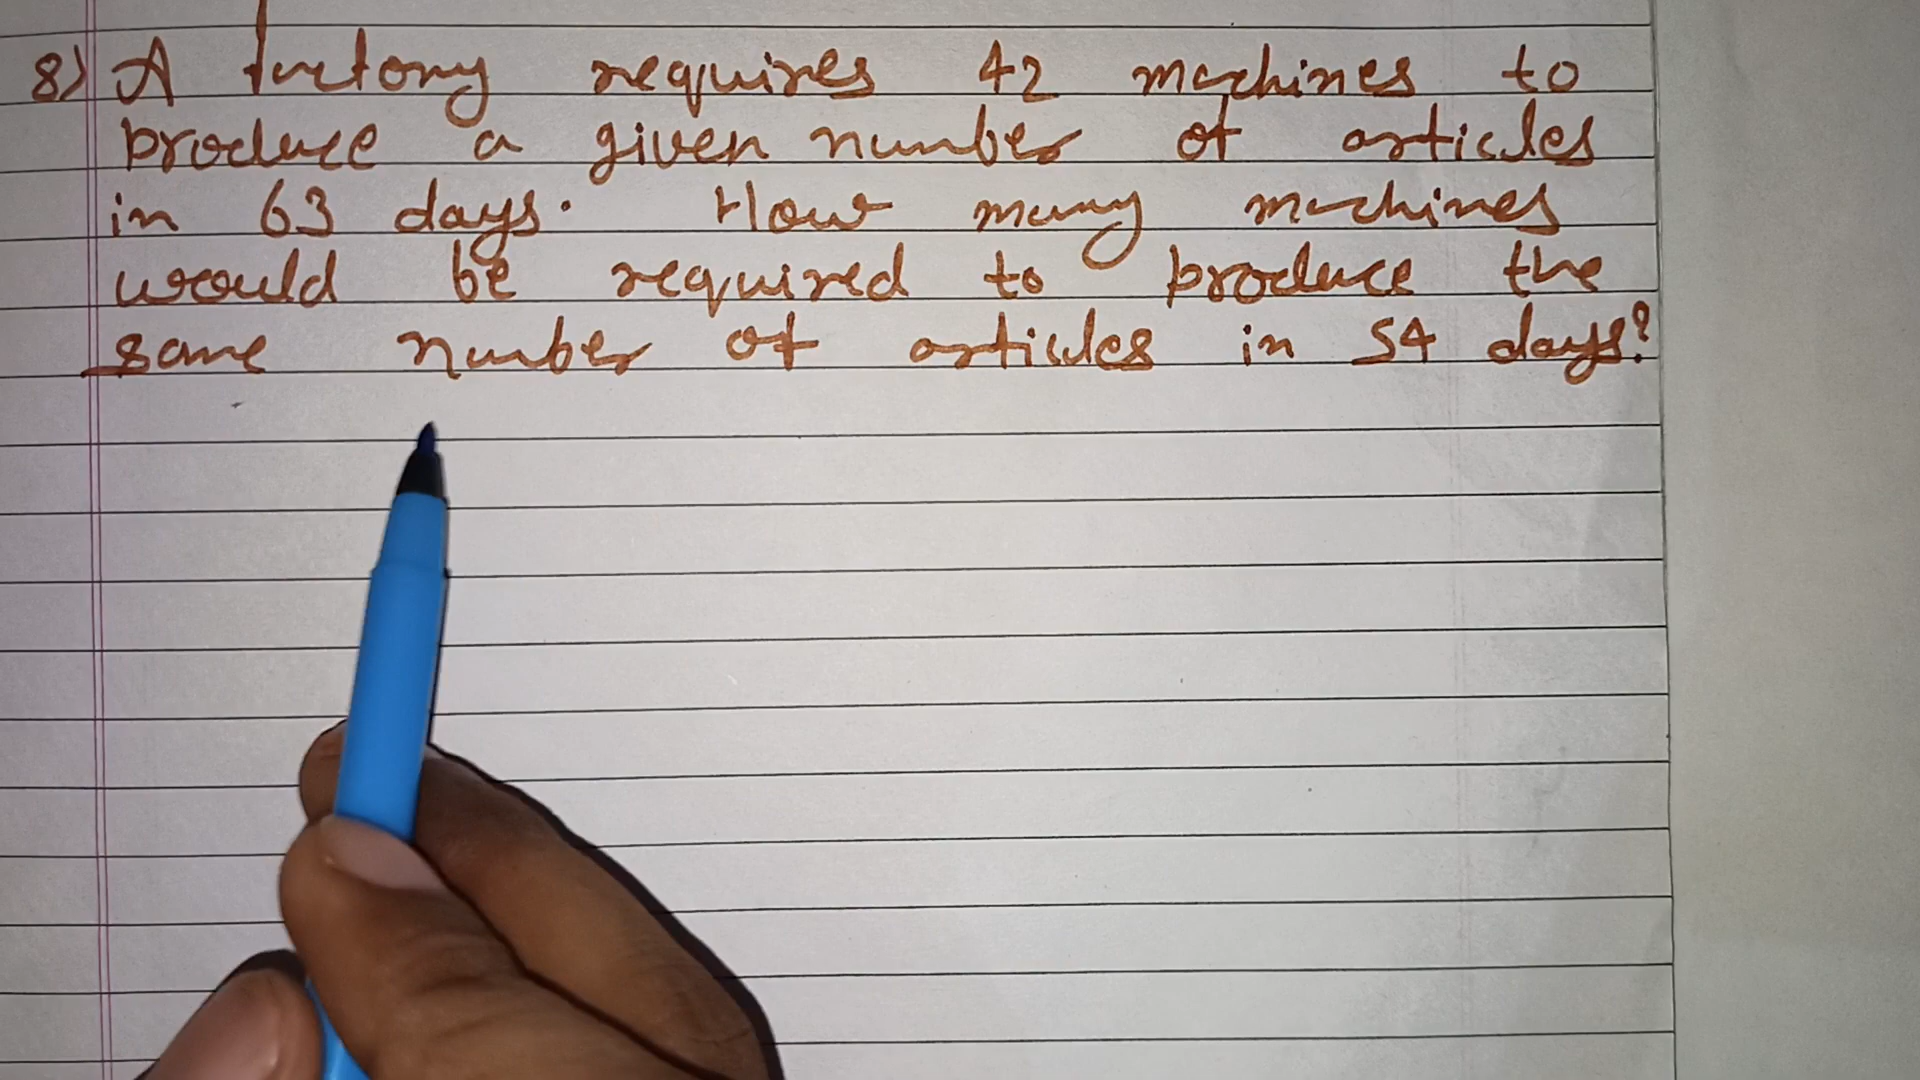 8) A factory requires 42 machines to
produce a given number of articles
in 63 days. How many machines
would be required to produce the
same number of articles in 54 days?